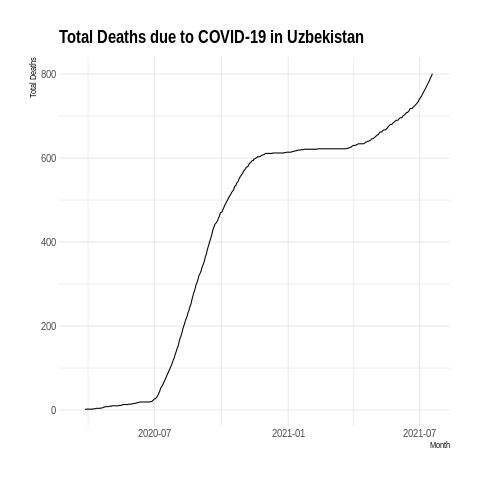 Total Deaths due to COVID-19 in Uzbekistan
Total Deaths
800
600
400
200
0
2020-07
2021-01
2021-07
Month